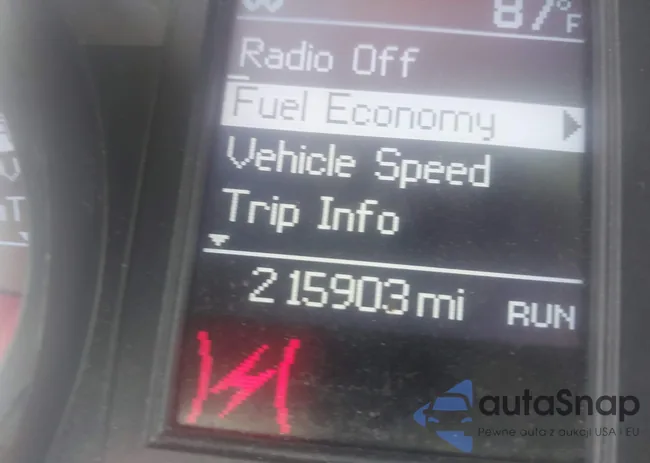 87°F
Radio Off
Fuel Economy
Vehicle Speed
Trip Info
215903 mi RUN
autaSnap
Pewne auta z aukcji USA i EU